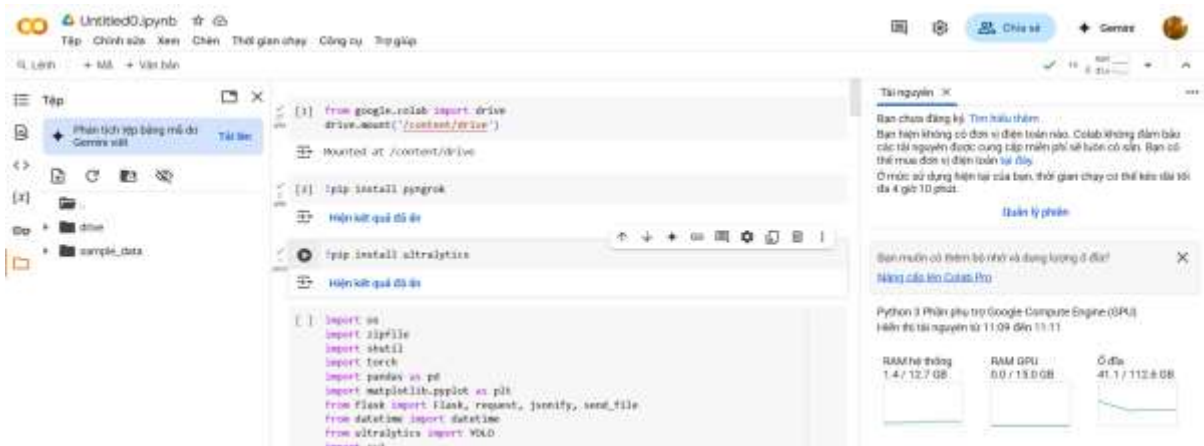 Untitled0.ipynb
Tệp Chỉnh sửa Xem Chèn Thời gian chạy Công cụ Trợ giúp
Chia sẻ
Gemini
Lệnh + Mã + Văn bản
Tệp
Phân tích tệp bằng mã do
Gemini viết
..
drive
sample_data
[1] from google.colab import drive
drive.mount('/content/drive')
Mounted at /content/drive
!pip install pyngrok
Hiện kết quả đã ẩn
!pip install ultralytics
Hiện kết quả đã ẩn
[ ] import os
import zipfile
import shutil
import torch
import pandas as pd
import matplotlib.pyplot as plt
from flask import Flask, request, jsonify, send_file
from datetime import datetime
from ultralytics import YOLO
Tài nguyên
Bạn chưa đăng ký. Tìm hiểu thêm
Bạn hiện không có đơn vị điện toán nào. Colab không đảm bảo
các tài nguyên được cung cấp miễn phí sẽ luôn có sẵn. Bạn có
thể mua đơn vị điện toán tại đây.
Ở mức sử dụng hiện tại của bạn, thời gian chạy có thể kéo dài tối
đa 4 giờ 10 phút.
Quản lý phiên
Bạn muốn có thêm bộ nhớ và dung lượng ổ đĩa?
Nâng cấp lên Colab Pro
Python 3 Phần phụ trợ Google Compute Engine (GPU)
Hiển thị tài nguyên từ 11:09 đến 11:11
RAM hệ thống
1.4 / 12.7 GB
RAM GPU
0.0 / 15.0 GB
Ổ đĩa
41.1 / 112.6 GB